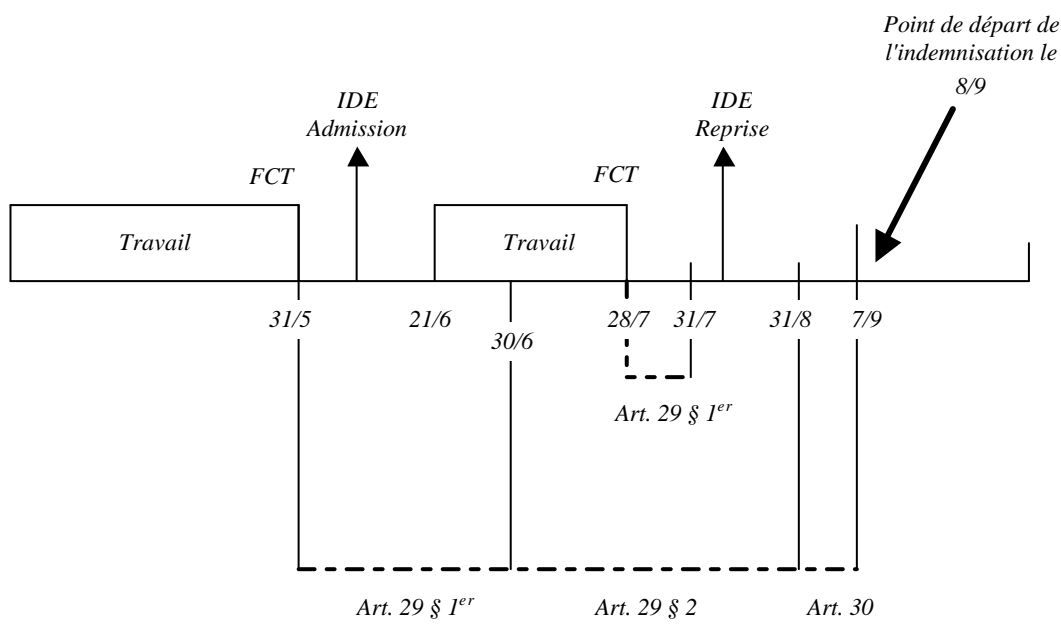 Point de départ de
l'indemnisation le
8/9
IDE
Admission
IDE
Reprise
FCT
FCT
Travail
Travail
31/5
21/6
28/7
31/7
31/8
7/9
30/6
Art. 29 § 1er
Art. 29 § 1er
Art. 29 § 2
Art. 30